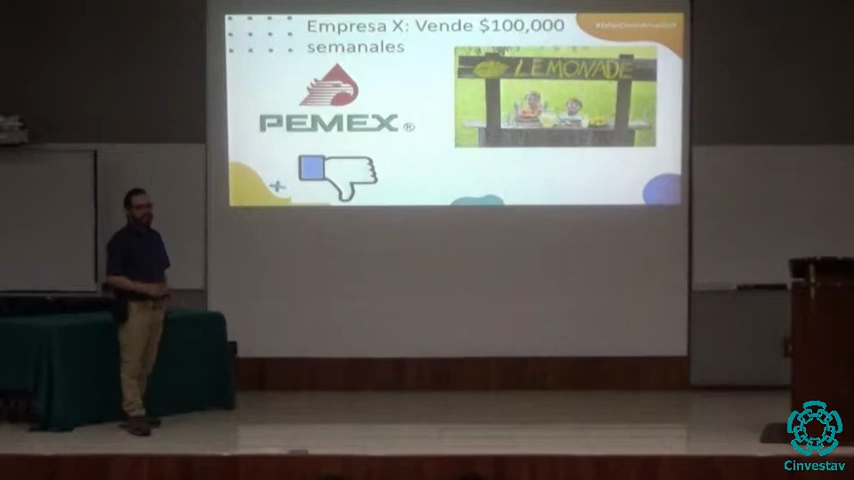 Empresa X: Vende $100,000
semanales
LEMONADE
PEMEX ®
Cinvestav